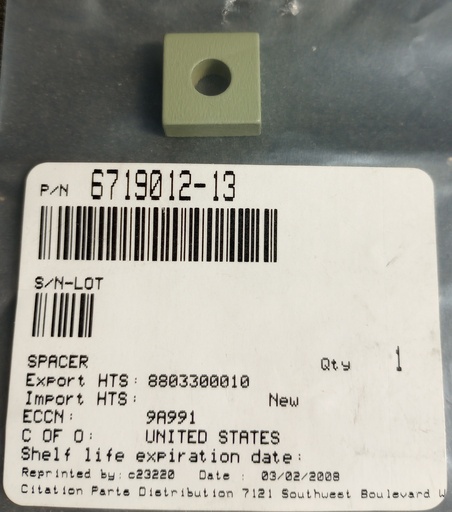 P/N 6719012-13
S/N-LOT
SPACER Qty 1
Export HTS: 8803300010
Import HTS: New
ECCN: 9A991
C OF O: UNITED STATES
Shelf life expiration date:
Reprinted by: c23220 Date : 03/02/2008
Citation Parts Distribution 7121 Southwest Boulevard W